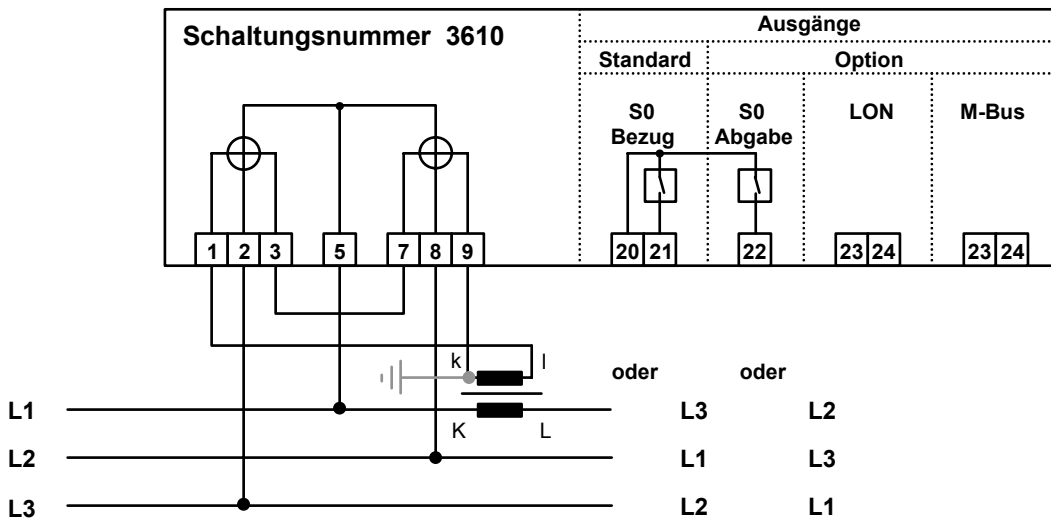 Schaltungsnummer 3610
Ausgänge
Standard Option
S0 Bezug
S0 Abgabe
LON
M-Bus
1 2 3 5 7 8 9 20 21 22 23 24 23 24
k l
oder oder
L1 K L L3 L2
L2 L1 L3
L3 L2 L1